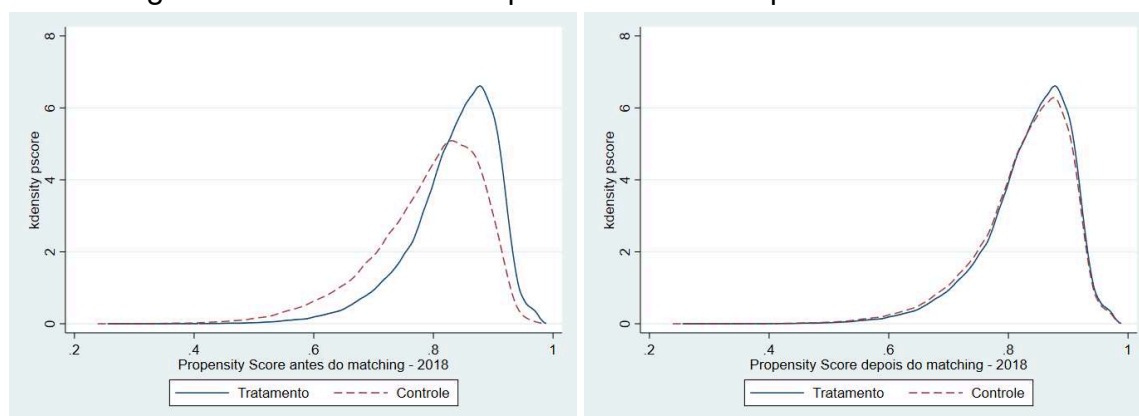 kdensity pscore
8
6
4
2
0
.2 .4 .6 .8 1
Propensity Score antes do matching - 2018
Tratamento Controle
kdensity pscore
8
6
4
2
0
.2 .4 .6 .8 1
Propensity Score depois do matching - 2018
Tratamento Controle